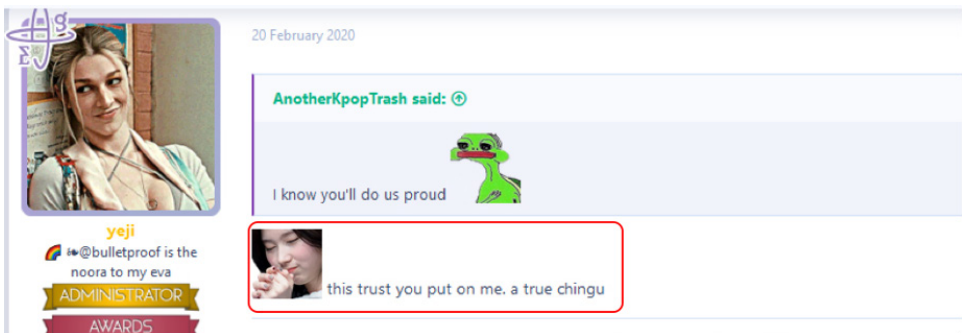 20 February 2020
AnotherKpopTrash said:
I know you'll do us proud
yeji
🌈 ❧@bulletproof is the
noora to my eva
this trust you put on me. a true chingu
ADMINISTRATOR
AWARDS